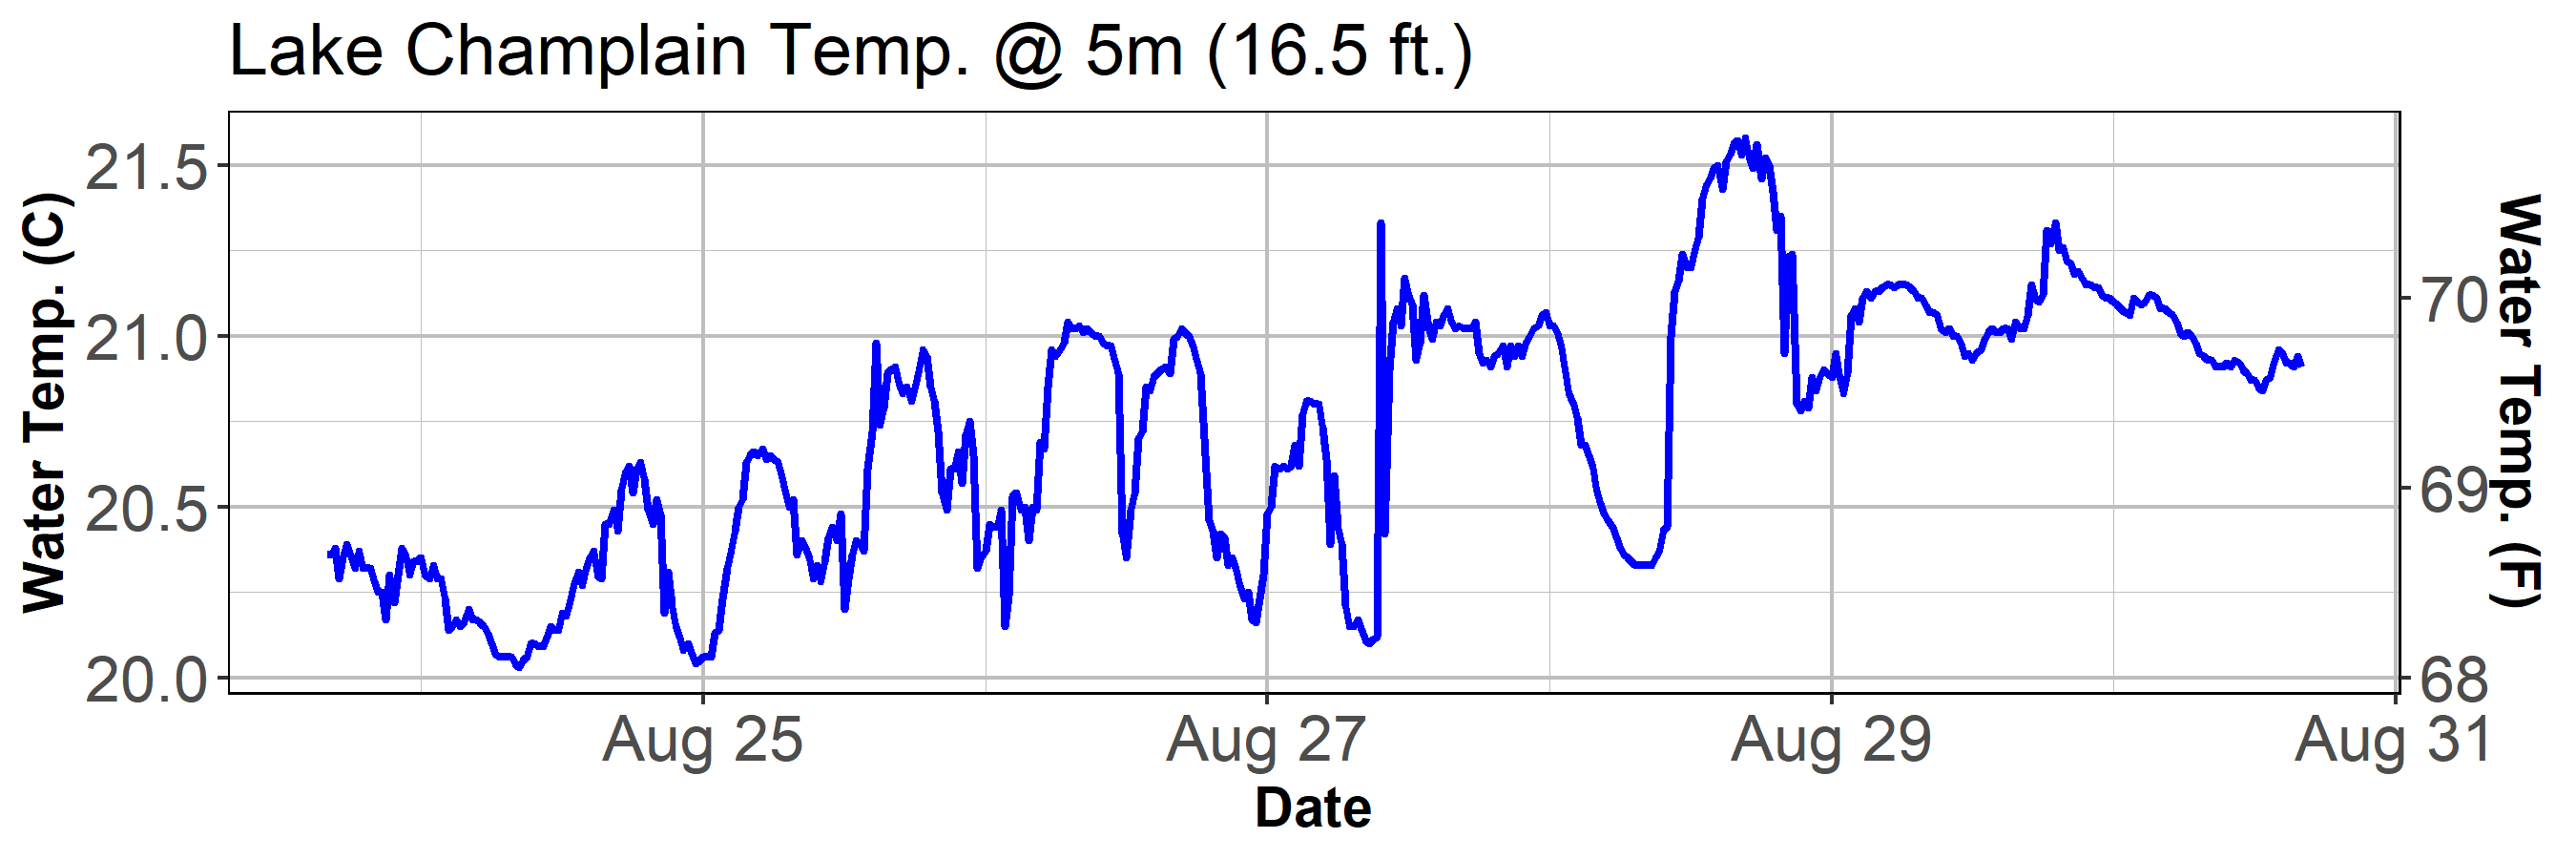 Lake Champlain Temp. @ 5m (16.5 ft.)
Water Temp. (C)
21.5
21.0
20.5
20.0
70
69
68
Water Temp. (F)
Aug 25 Aug 27 Aug 29 Aug 31
Date